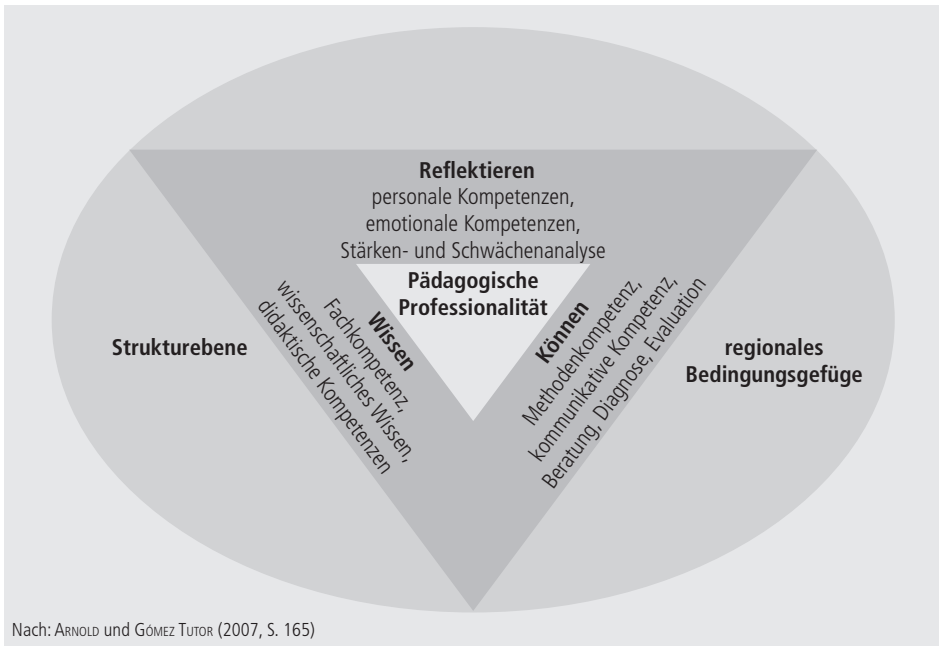 Reflektieren
personale Kompetenzen,
emotionale Kompetenzen,
Stärken- und Schwächenanalyse
Pädagogische
Professionalität
Wissen
Fachkompetenz,
wissenschaftliches Wissen,
didaktische Kompetenzen
Können
Methodenkompetenz,
kommunikative Kompetenz,
Beratung, Diagnose, Evaluation
Strukturebene
regionales
Bedingungsgefüge
Nach: Arnold und Gómez Tutor (2007, S. 165)